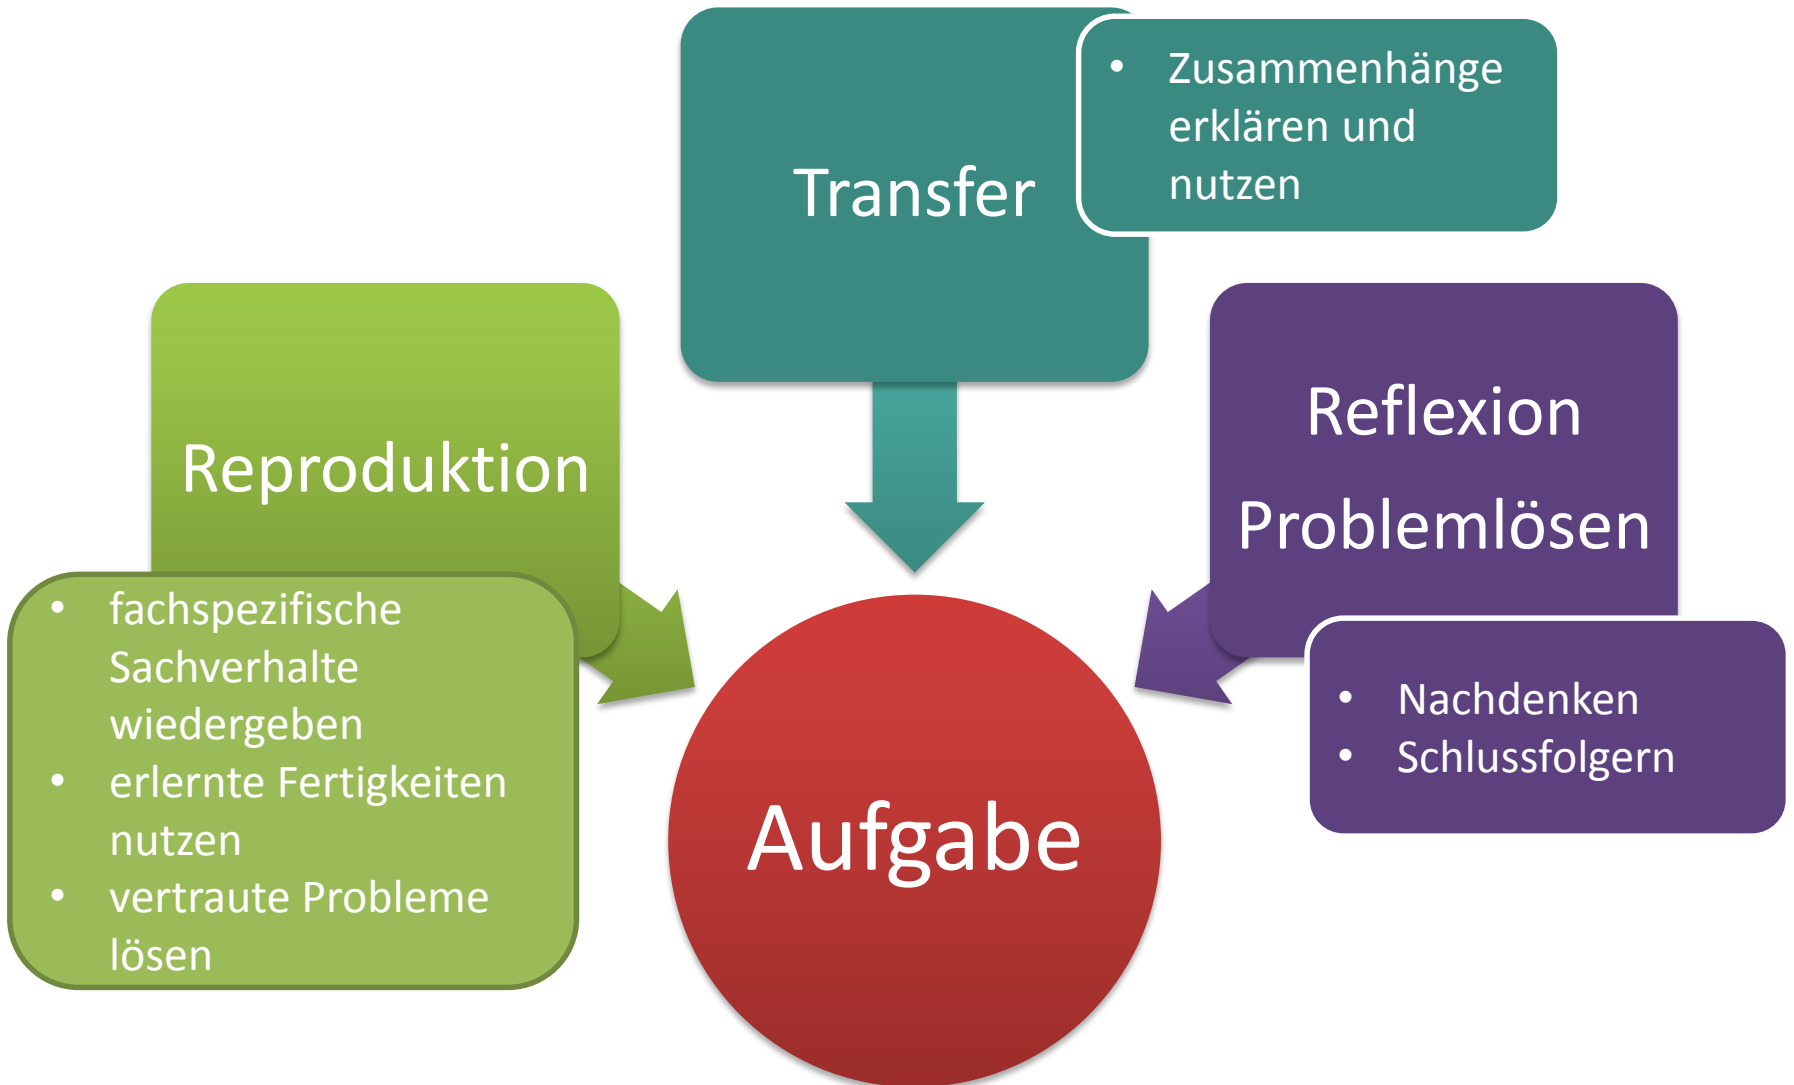 Transfer
• Zusammenhänge
erklären und
nutzen
Reproduktion
• fachspezifische
Sachverhalte
wiedergeben
• erlernte Fertigkeiten
nutzen
• vertraute Probleme
lösen
Reflexion
Problemlösen
• Nachdenken
• Schlussfolgern
Aufgabe